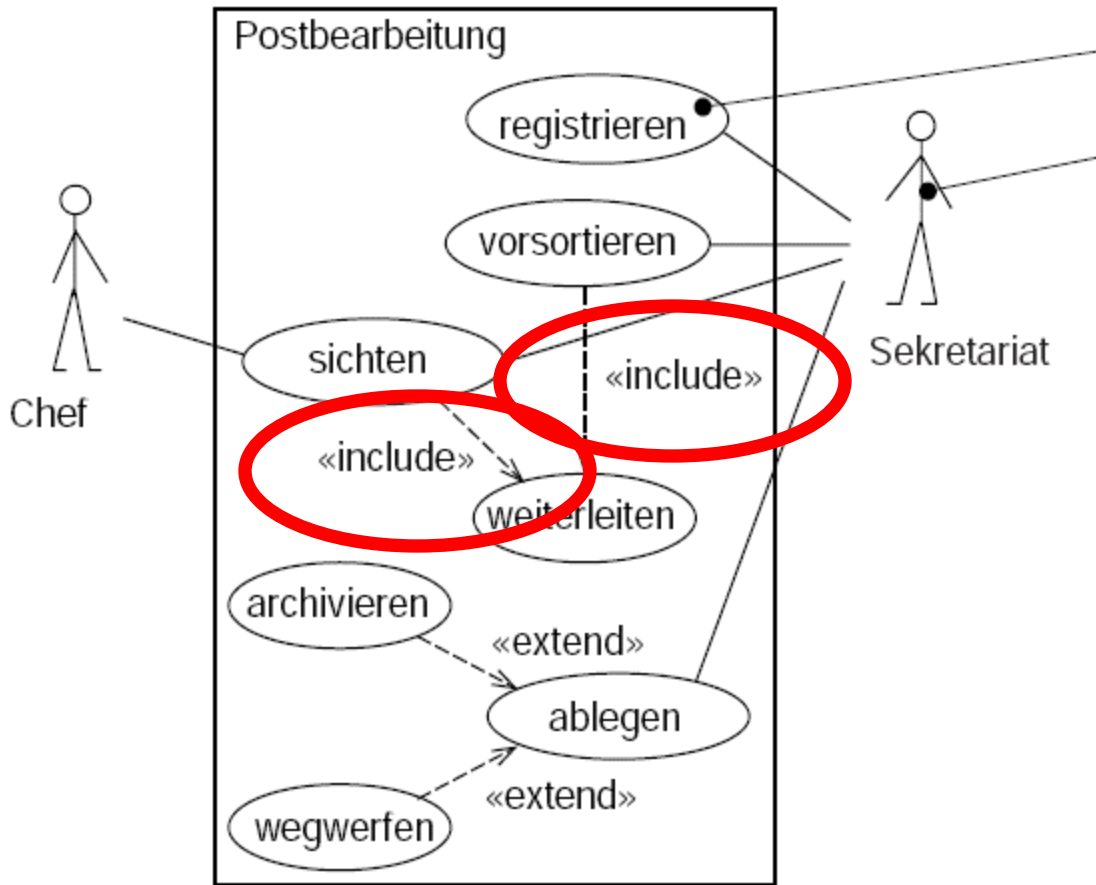 Postbearbeitung
registrieren
vorsortieren
sichten
Sekretariat
«include»
Chef
«include»
weiterleiten
archivieren
«extend»
ablegen
«extend»
wegwerfen